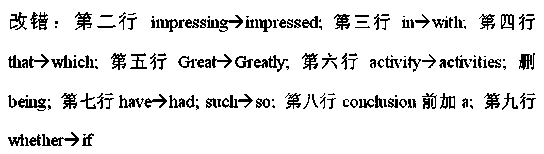 改错：第二行 impressing→impressed; 第三行 in→with; 第四行
that→which; 第五行 Great→Greatly; 第六行 activity→activities; 删
being; 第七行 have→had; such→so; 第八行 conclusion 前加 a; 第九行
whether→if